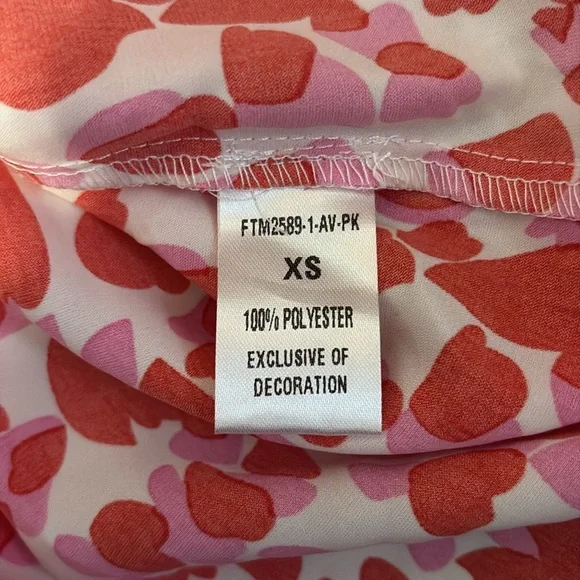 FTM2589-1-AV-PK
XS
100% POLYESTER
EXCLUSIVE OF
DECORATION